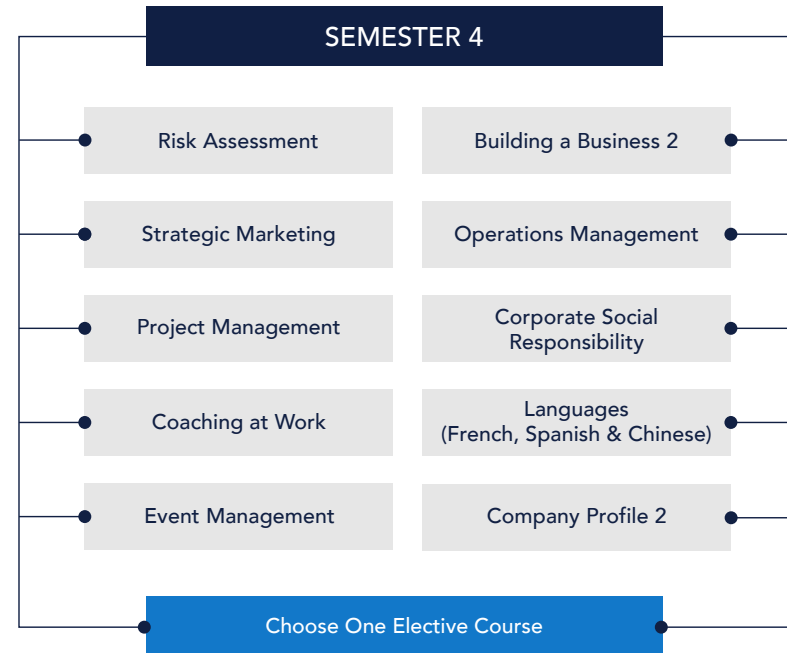 SEMESTER 4
Risk Assessment
Building a Business 2
Strategic Marketing
Operations Management
Project Management
Corporate Social
Responsibility
Coaching at Work
Languages
(French, Spanish & Chinese)
Event Management
Company Profile 2
Choose One Elective Course